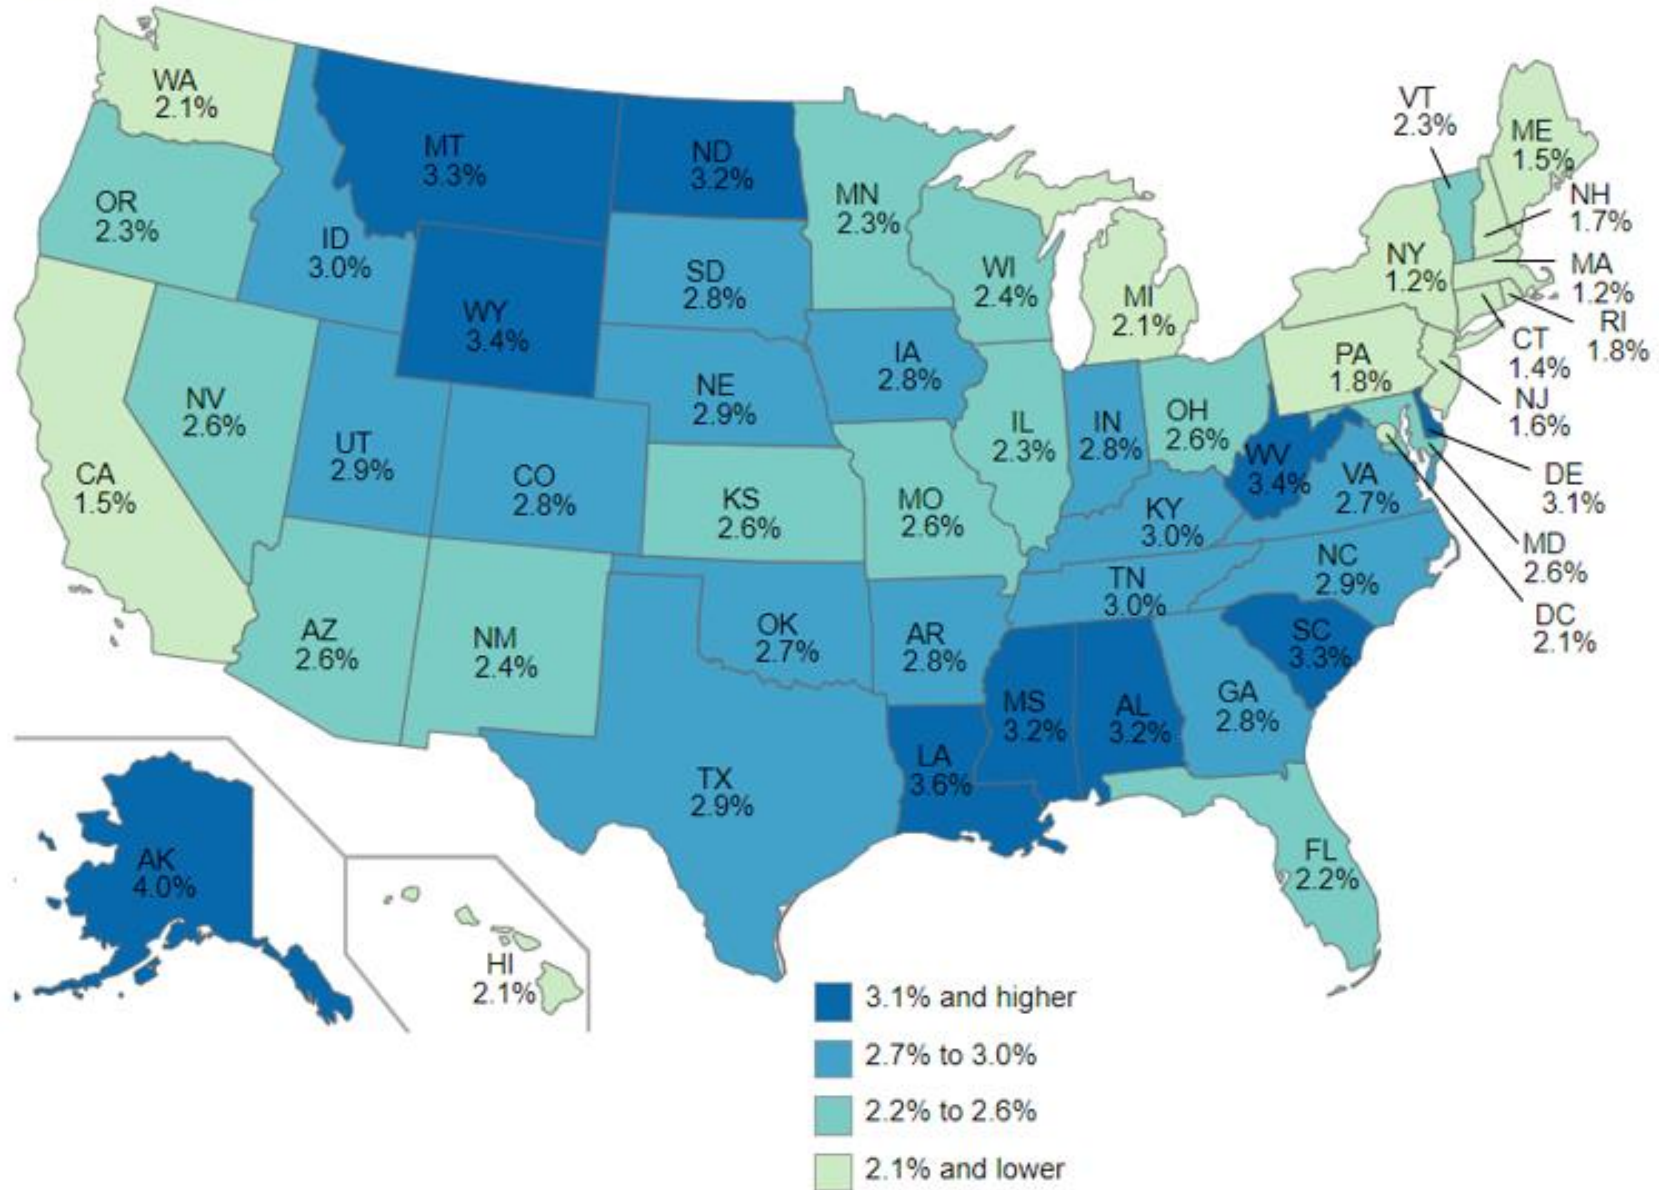 WA
2.1%
OR
2.3%
CA
1.5%
ID
3.0%
NV
2.6%
MT
3.3%
WY
3.4%
UT
2.9%
CO
2.8%
AZ
2.6%
NM
2.4%
ND
3.2%
SD
2.8%
NE
2.9%
KS
2.6%
OK
2.7%
TX
2.9%
MN
2.3%
IA
2.8%
MO
2.6%
AR
2.8%
LA
3.6%
WI
2.4%
IL
2.3%
MI
2.1%
IN
2.8%
OH
2.6%
KY
3.0%
TN
3.0%
MS
3.2%
AL
3.2%
GA
2.8%
FL
2.2%
SC
3.3%
NC
2.9%
VA
2.7%
WV
3.4%
PA
1.8%
NY
1.2%
VT
2.3%
ME
1.5%
NH
1.7%
MA
1.2%
RI
1.8%
CT
1.4%
NJ
1.6%
DE
3.1%
MD
2.6%
DC
2.1%
AK
4.0%
HI
2.1%
3.1% and higher
2.7% to 3.0%
2.2% to 2.6%
2.1% and lower